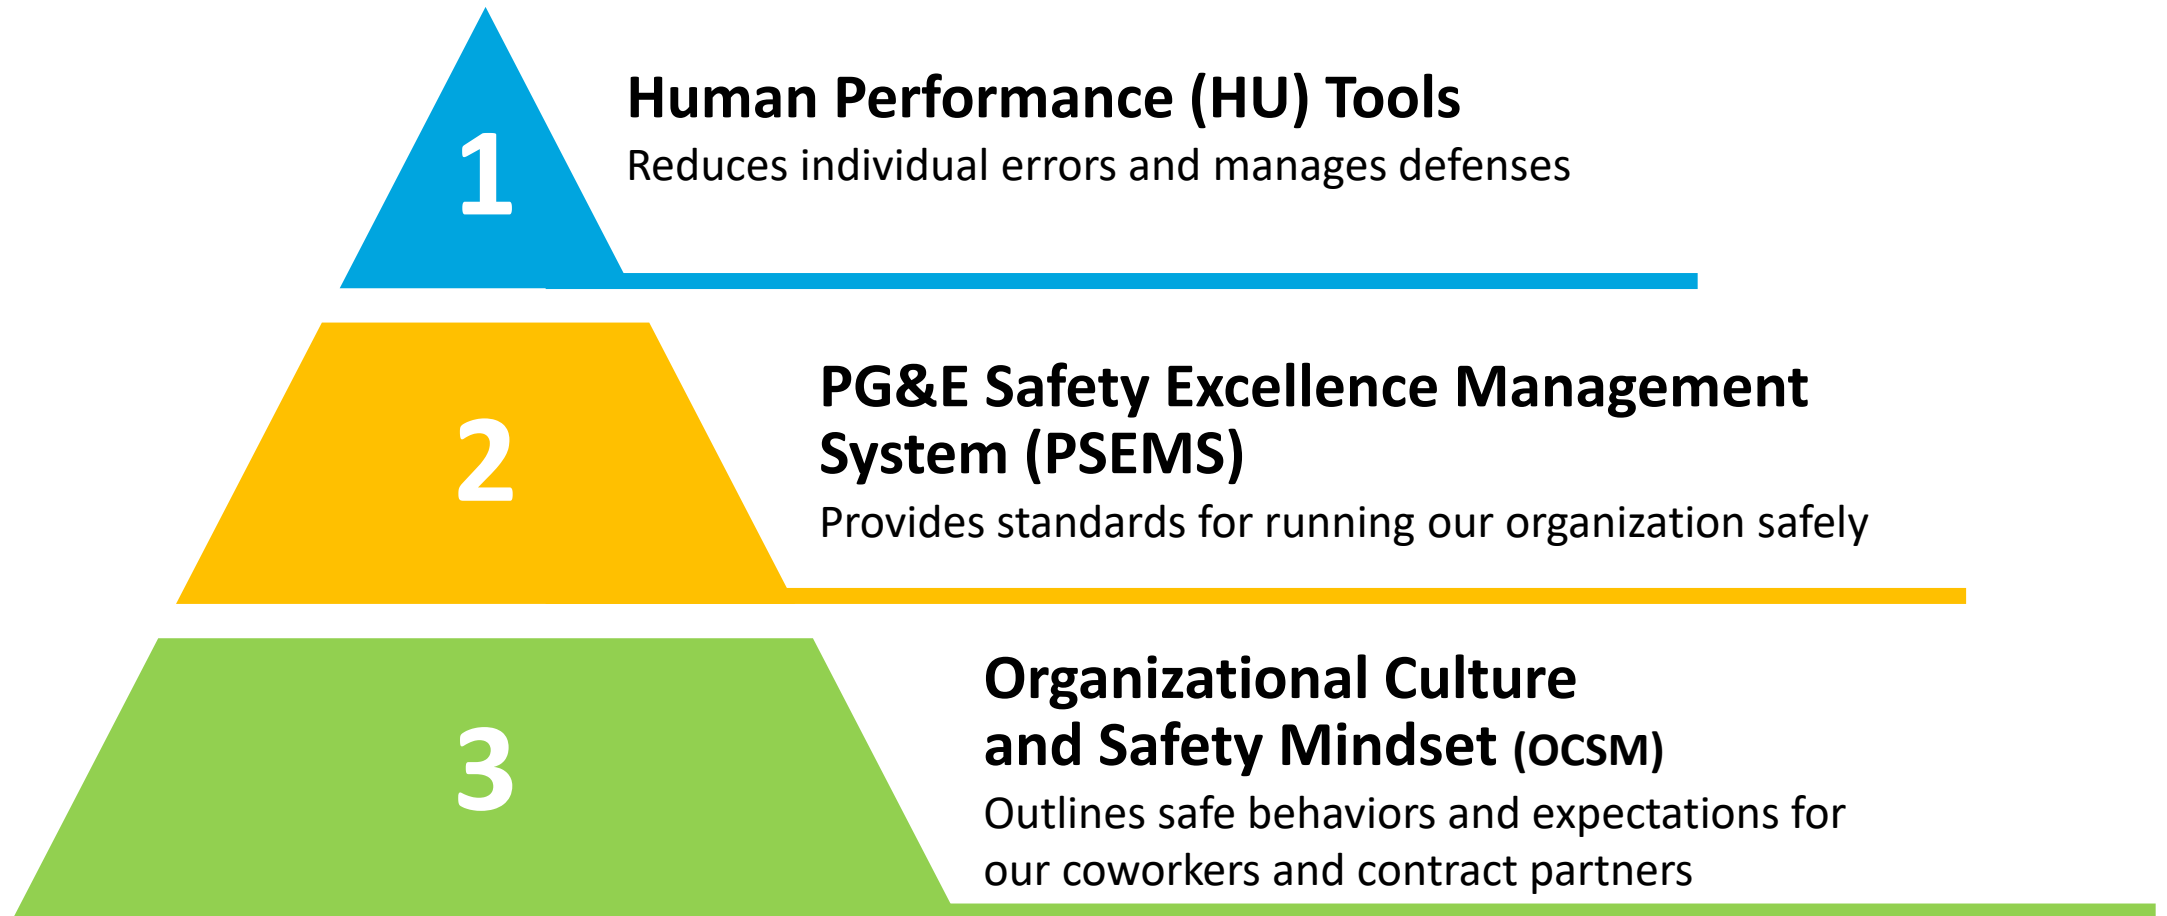 1
Human Performance (HU) Tools
Reduces individual errors and manages defenses
2
PG&E Safety Excellence Management
System (PSEMS)
Provides standards for running our organization safely
3
Organizational Culture
and Safety Mindset (OCSM)
Outlines safe behaviors and expectations for
our coworkers and contract partners